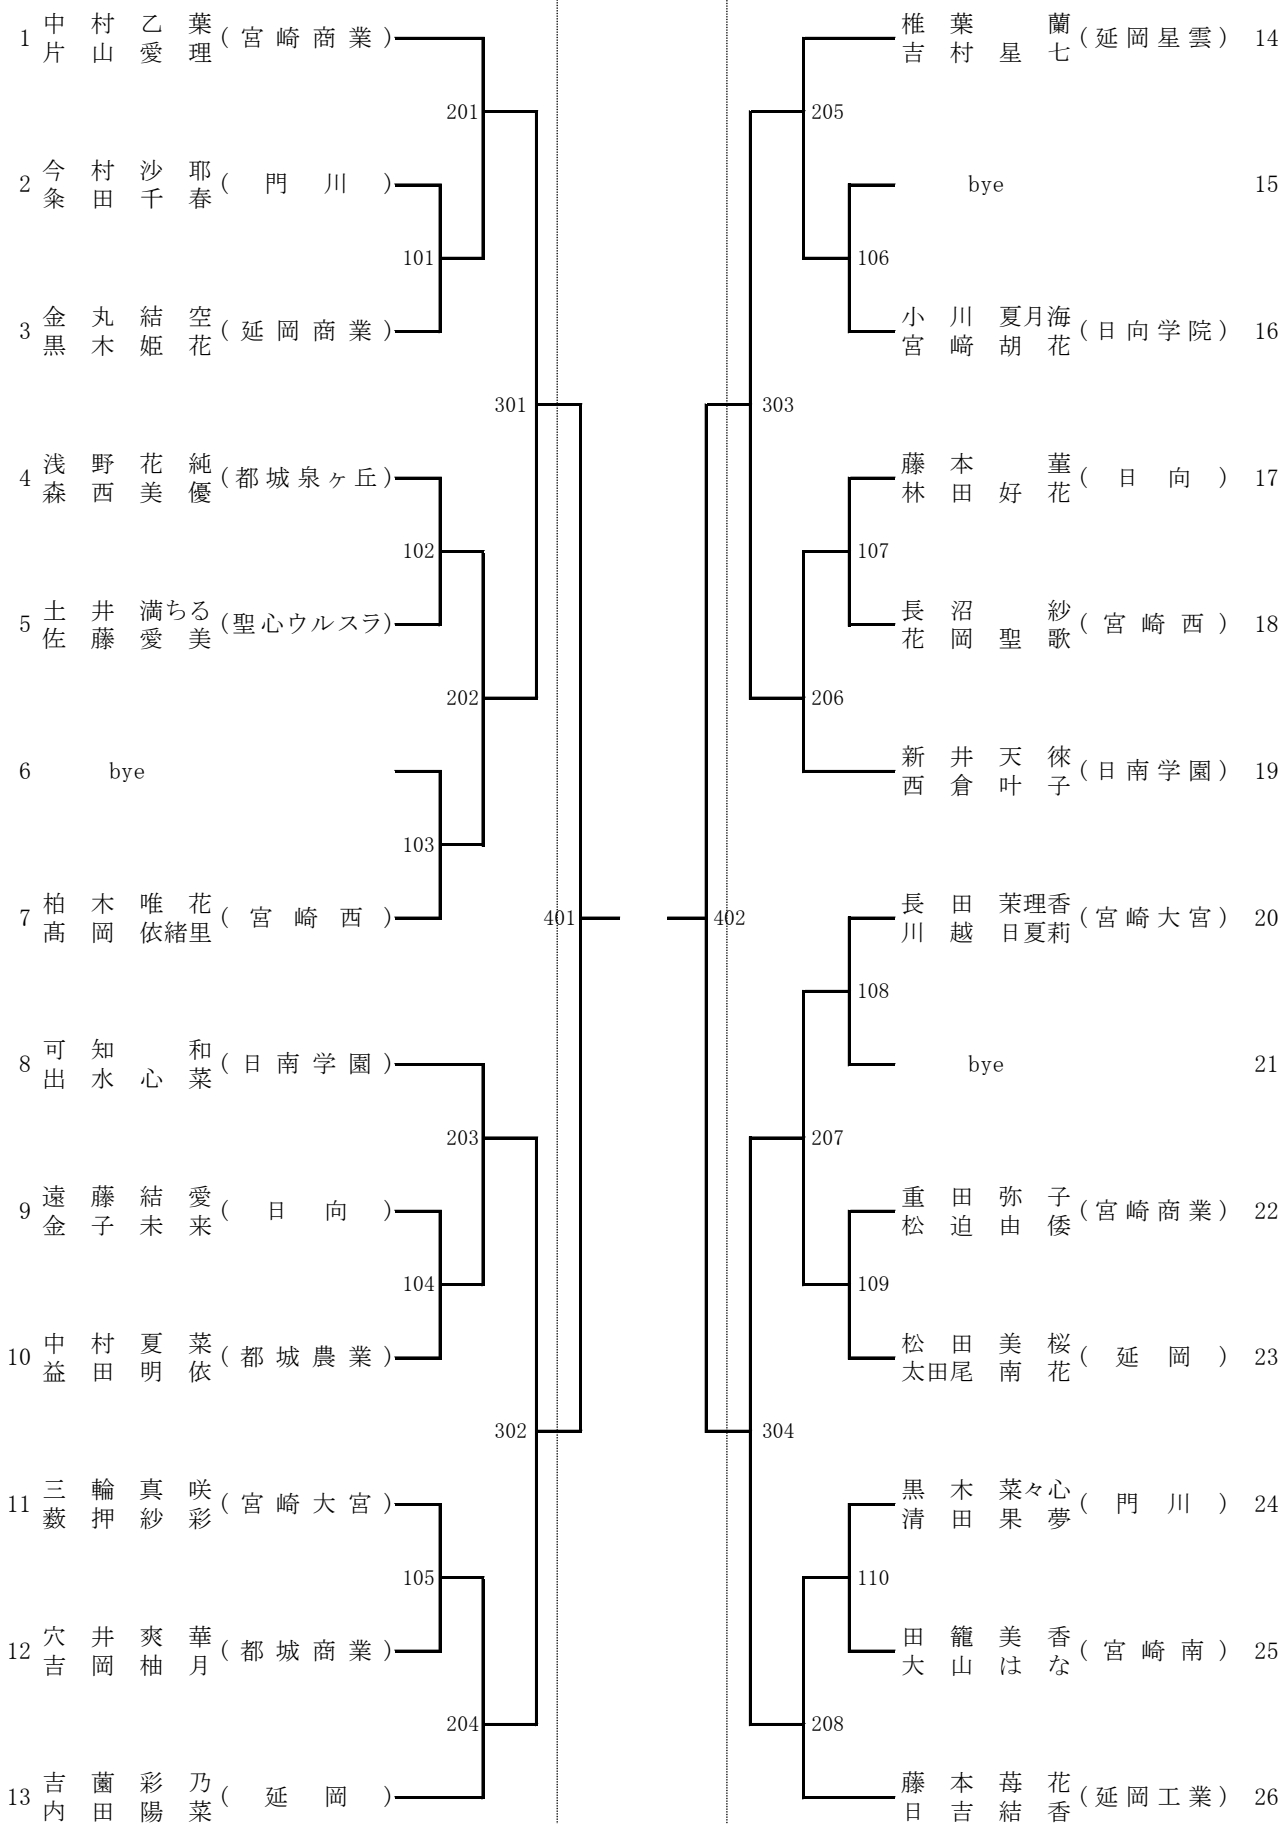 1 中村乙葉 (宮崎商業)
片山愛理
201
2 今村沙耶 (門川)
粂田千春
101
3 金丸結空 (延岡商業)
黒木姫花
301
4 浅野花純 (都城泉ヶ丘)
森西美優
102
5 土井満ちる (聖心ウルスラ)
佐藤愛美
202
6 bye
103
7 柏木唯花 (宮崎西)
髙岡依緒里
401
8 可知和 (日南学園)
出水心菜
203
9 遠藤結愛 (日向)
金子未来
104
10 中村夏菜 (都城農業)
益田明依
302
11 三輪真咲 (宮崎大宮)
薮押紗彩
105
12 穴井爽華 (都城商業)
吉岡柚月
204
13 吉薗彩乃 (延岡)
内田陽菜
椎葉蘭 (延岡星雲) 14
吉村星七
205
bye 15
106
小川夏月海 (日向学院) 16
宮﨑胡花
303
藤本菫 (日向) 17
林田好花
107
長沼紗 (宮崎西) 18
花岡聖歌
206
新井天徠 (日南学園) 19
西倉叶子
402
長田茉理香 (宮崎大宮) 20
川越日夏莉
108
bye 21
207
重田弥子 (宮崎商業) 22
松迫由倭
109
松田美桜 (延岡) 23
太田尾南花
304
黒木菜々心 (門川) 24
清田果夢
110
田籠美香 (宮崎南) 25
大山はな
208
藤本苺花 (延岡工業) 26
日吉結香